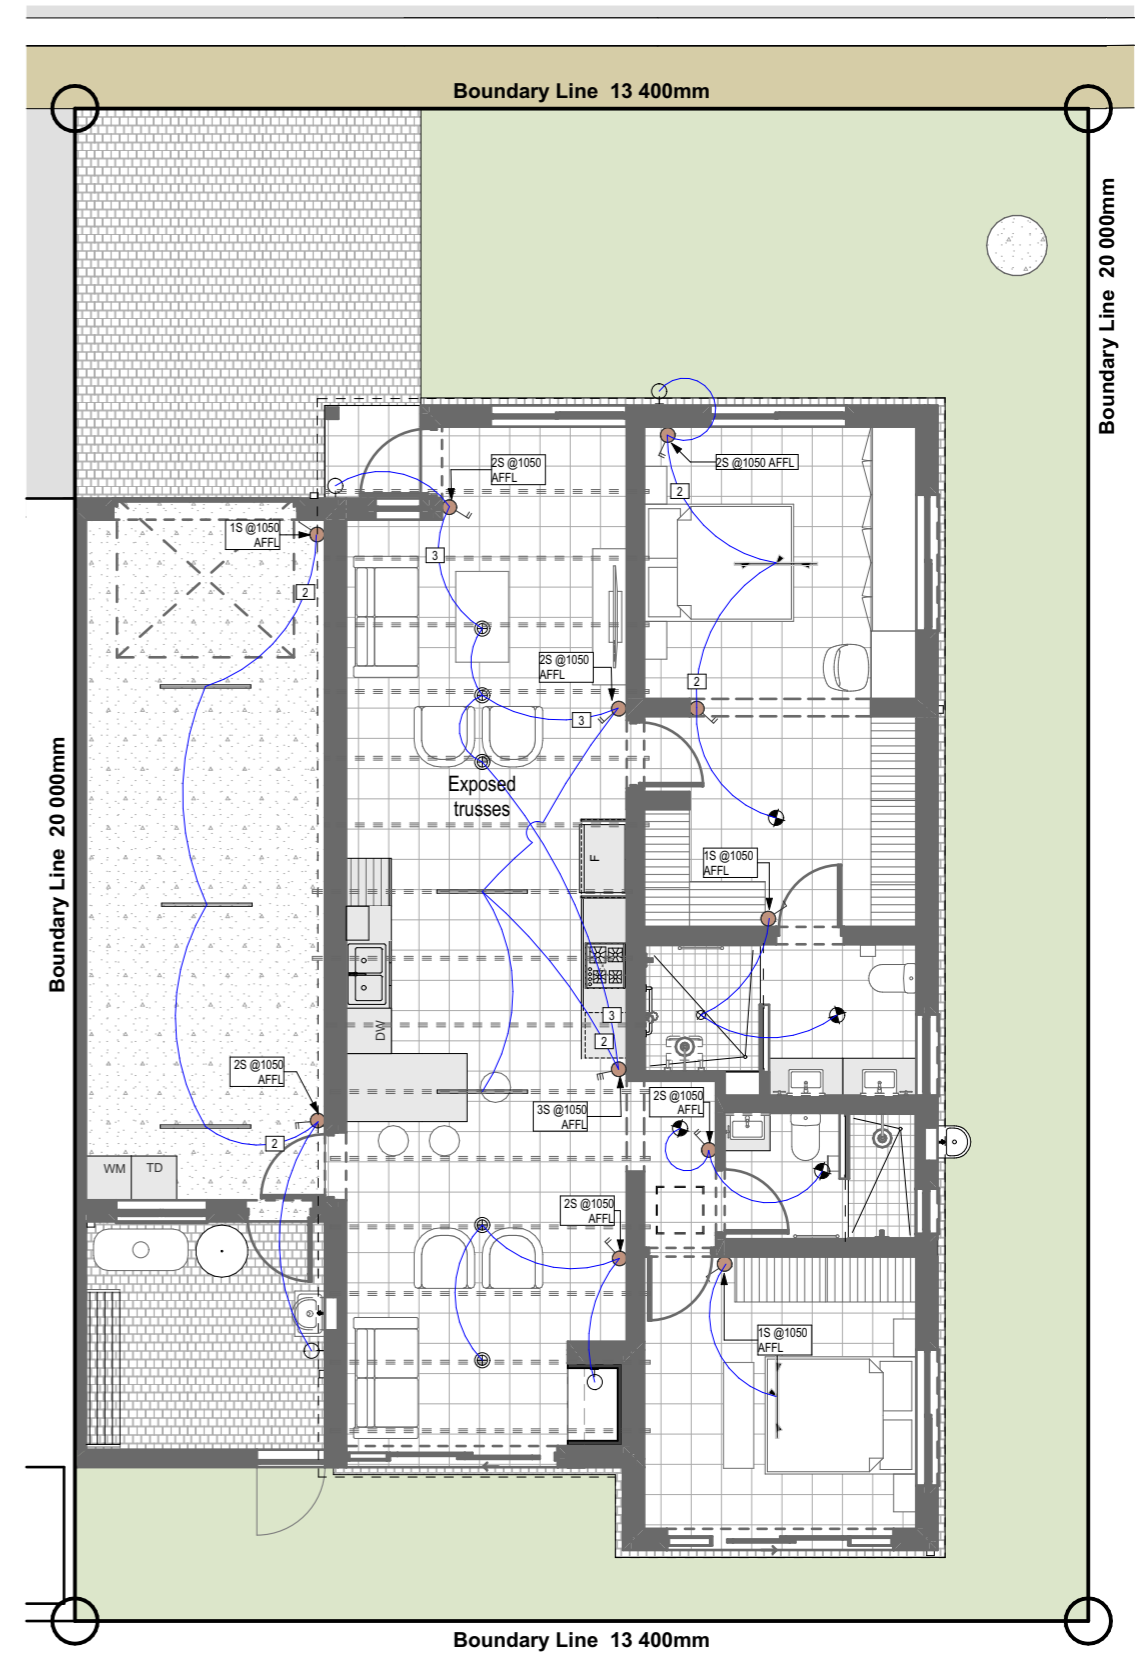 Boundary Line 13 400mm
Boundary Line 20 000mm
2S @1050
AFFL
2S @1050 AFFL
1S @1050
AFFL
2
3
2
2S @1050
AFFL
2
3
Exposed
trusses
Boundary Line 20 000mm
F
1S @1050
AFFL
3
DW
2
2S @1050
AFFL
3S @1050
AFFL
2S @1050
AFFL
2
WM
TD
2S @1050
AFFL
1S @1050
AFFL
Boundary Line 13 400mm